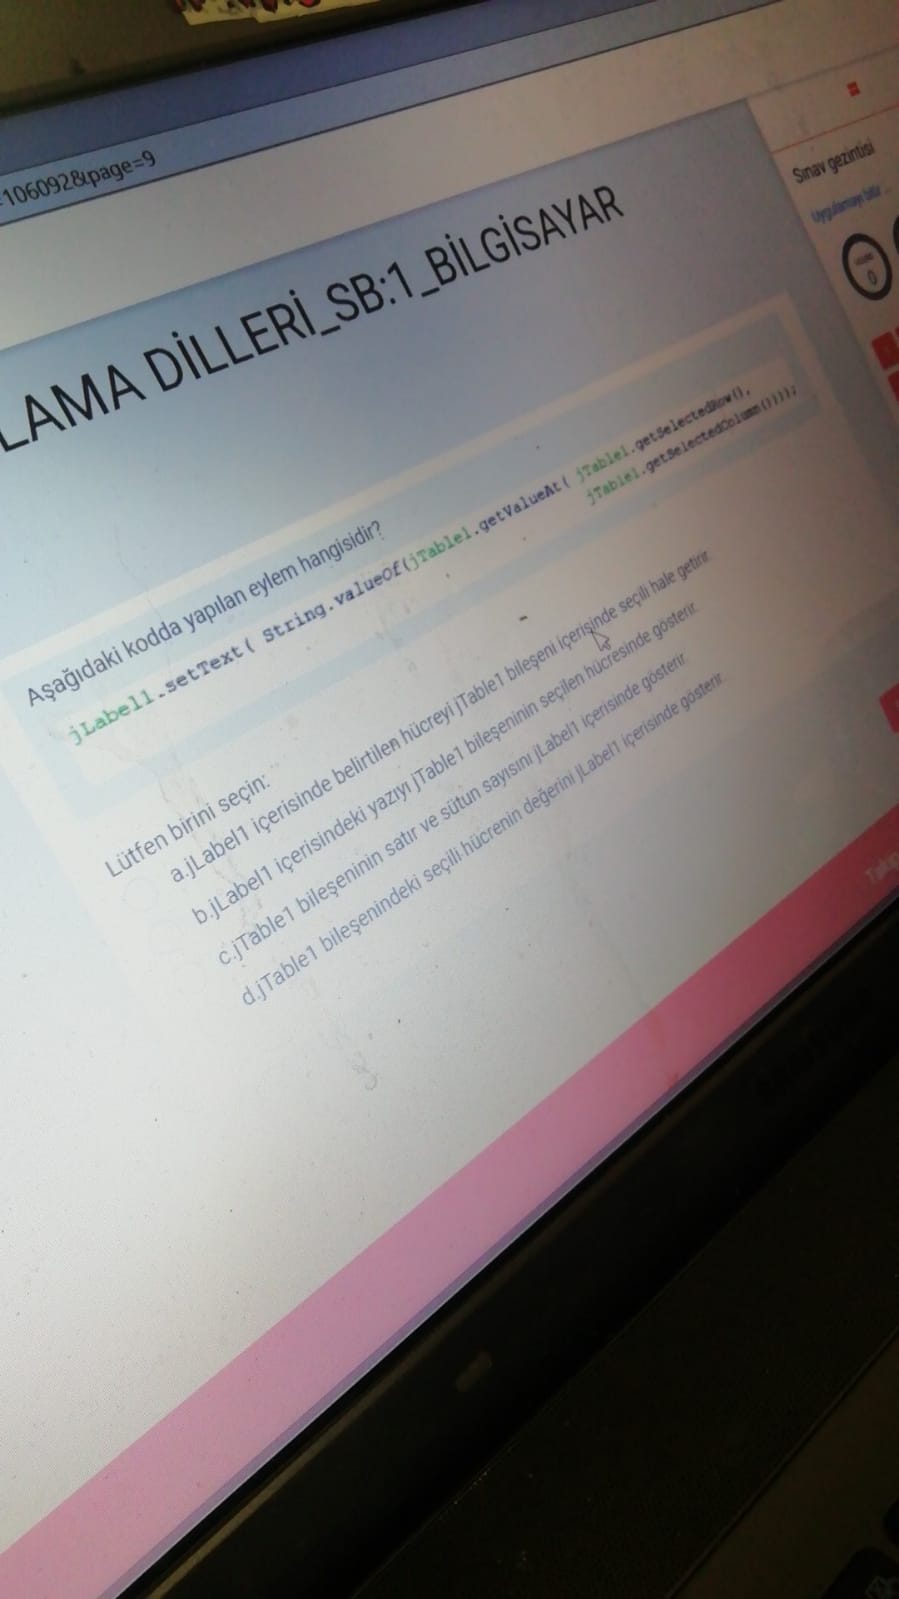 =106092&page=9
LAMA DİLLERİ_SB:1_BİLGİSAYAR
Sınav gezintisi
Uygulamayı bitir ...
0
Aşağıdaki kodda yapılan eylem hangisidir?
jLabel1.setText( String.valueOf(jTable1.getValueAt( jTable1.getSelectedRow(),
jTable1.getSelectedColumn())));
Lütfen birini seçin:
a.jLabel1 içerisinde belirtilen hücreyi jTable1 bileşeni içerisinde seçili hale getirir.
b.jLabel1 içerisindeki yazıyı jTable1 bileşeninin seçilen hücresinde gösterir.
c.jTable1 bileşeninin satır ve sütun sayısını jLabel1 içerisinde gösterir.
d.jTable1 bileşenindeki seçili hücrenin değerini jLabel1 içerisinde gösterir.